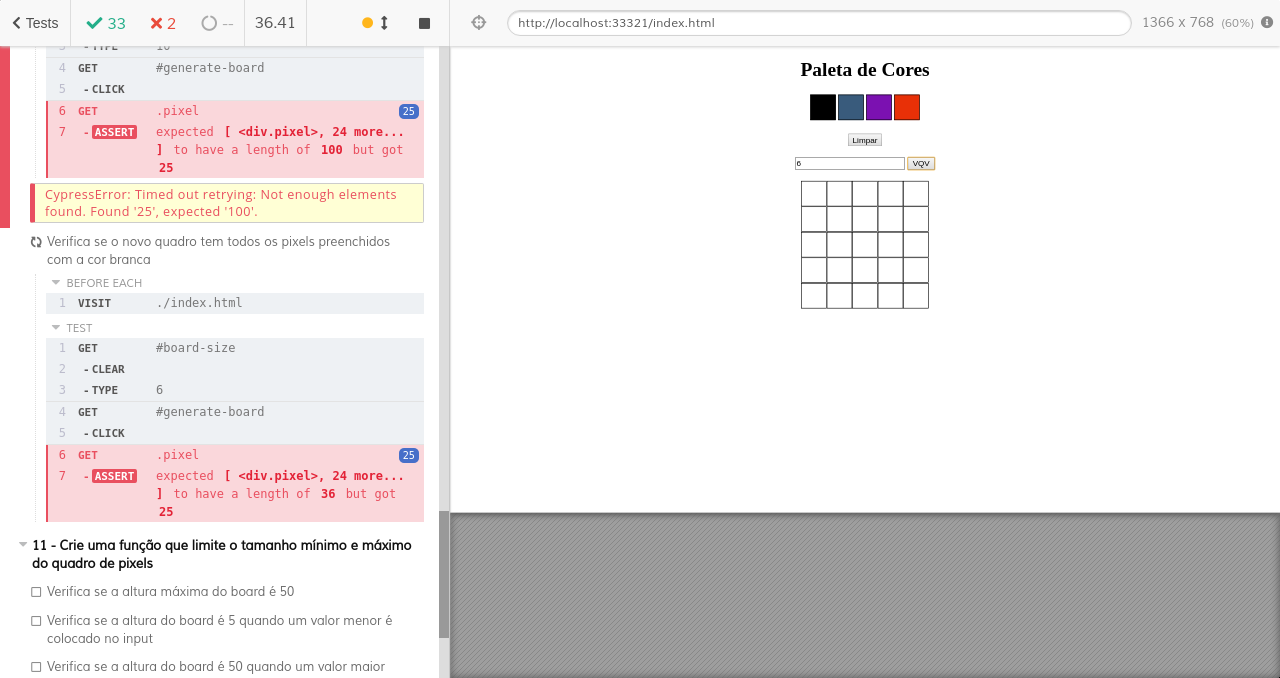 Tests 33 2 -- 36.41
http://localhost:33321/index.html 1366 x 768 (60%)
3 -TYPE 10
4 GET #generate-board
5 -CLICK
6 GET .pixel 25
7 -ASSERT expected [ <div.pixel>, 24 more...
] to have a length of 100 but got
25
CypressError: Timed out retrying: Not enough elements
found. Found '25', expected '100'.
Verifica se o novo quadro tem todos os pixels preenchidos
com a cor branca
BEFORE EACH
1 VISIT ./index.html
TEST
1 GET #board-size
2 -CLEAR
3 -TYPE 6
4 GET #generate-board
5 -CLICK
6 GET .pixel 25
7 -ASSERT expected [ <div.pixel>, 24 more...
] to have a length of 36 but got
25
11 - Crie uma função que limite o tamanho mínimo e máximo
do quadro de pixels
Verifica se a altura máxima do board é 50
Verifica se a altura do board é 5 quando um valor menor é
colocado no input
Verifica se a altura do board é 50 quando um valor maior
Paleta de Cores
Limpar
6 VQV